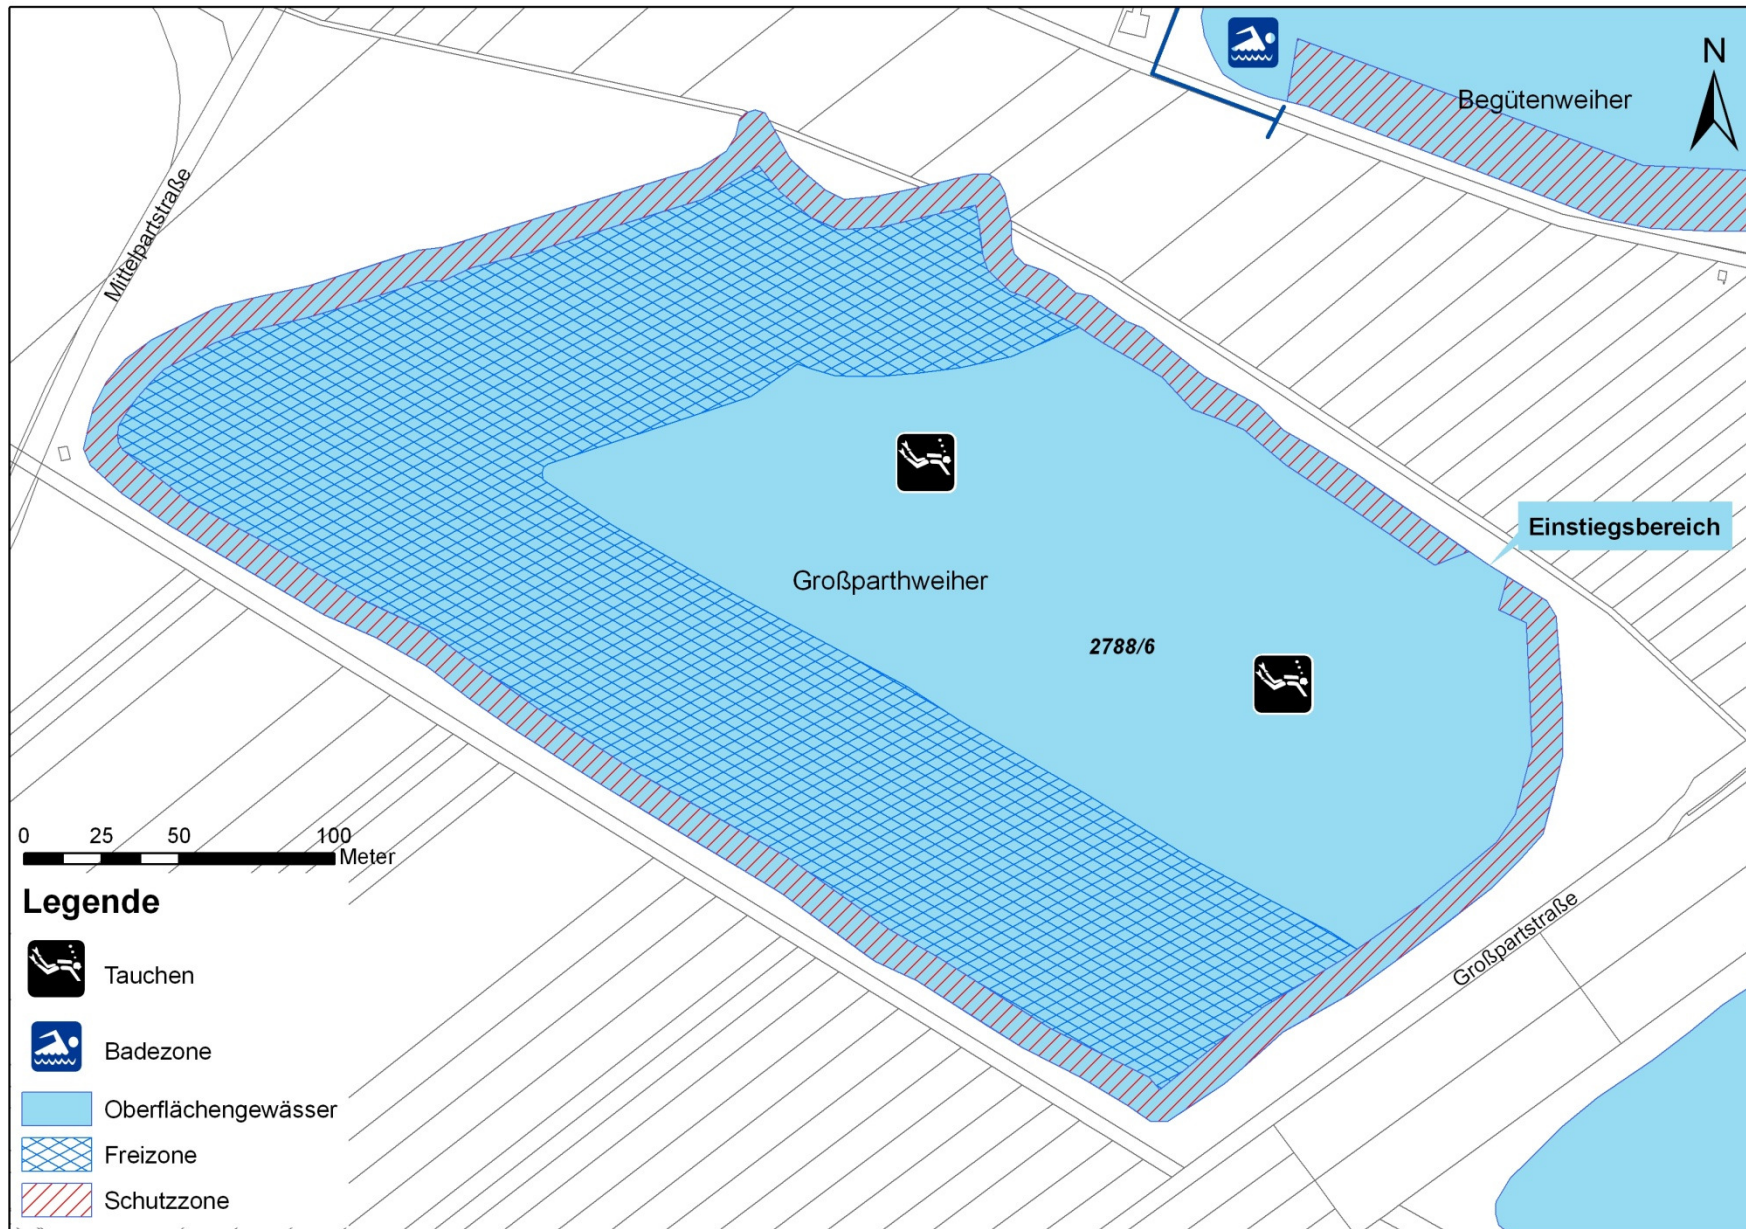 N
Begütenweiher
Mittelpartstraße
Einstiegsbereich
Großparthweiher
2788/6
0 25 50 100
Meter
Großpartstraße
Legende
Tauchen
Badezone
Oberflächengewässer
Freizone
Schutzzone